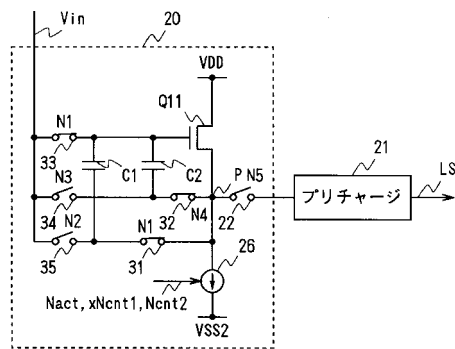 Vin
20
VDD
Q11
N1
33
C1
C2
N3
34
N4
32
P
N5
22
21
プリチャージ
LS
N2
35
N1
31
26
Nact,xNcnt1,Ncnt2
VSS2